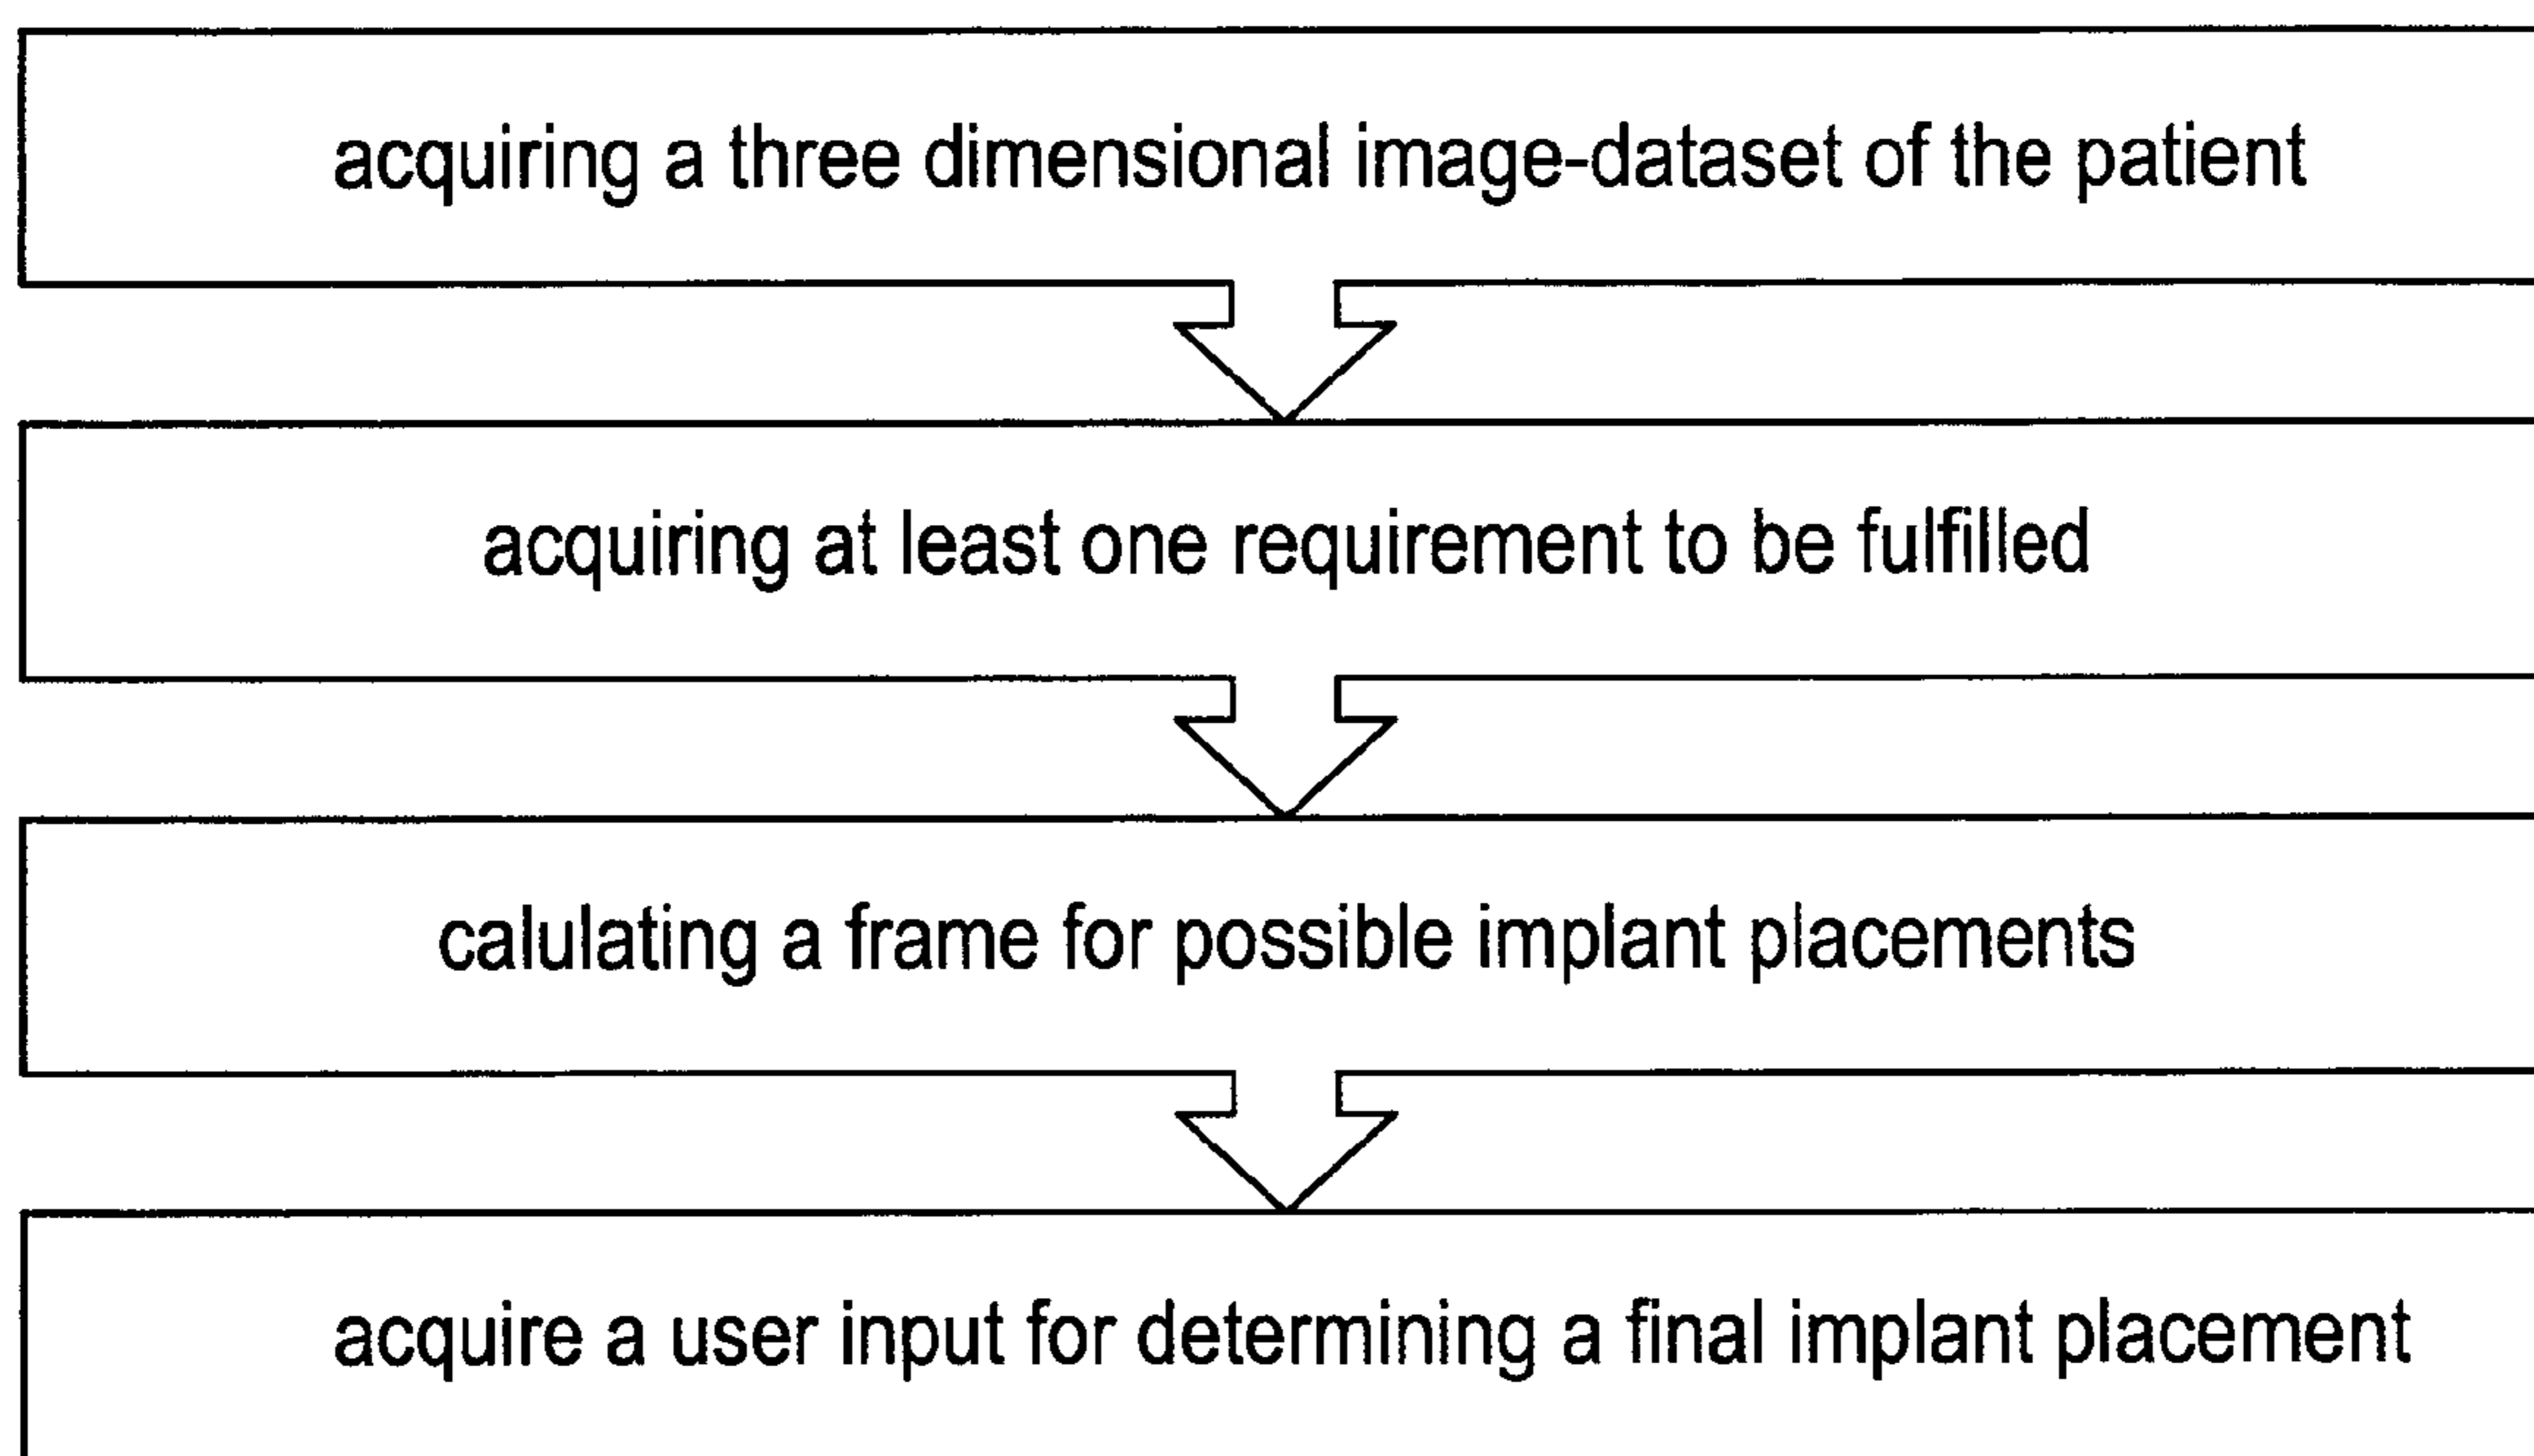 acquiring a three dimensional image-dataset of the patient
acquiring at least one requirement to be fulfilled
calulating a frame for possible implant placements
acquire a user input for determining a final implant placement